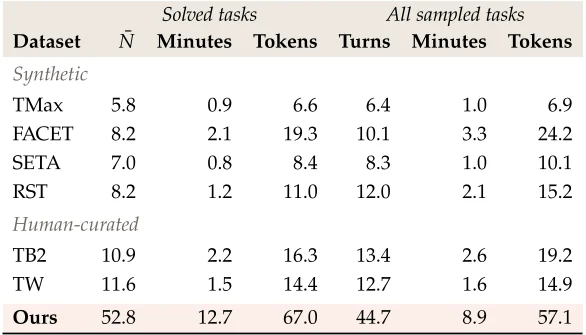 Solved tasks All sampled tasks
Dataset N̄ Minutes Tokens Turns Minutes Tokens
Synthetic
TMax 5.8 0.9 6.6 6.4 1.0 6.9
FACET 8.2 2.1 19.3 10.1 3.3 24.2
SETA 7.0 0.8 8.4 8.3 1.0 10.1
RST 8.2 1.2 11.0 12.0 2.1 15.2
Human-curated
TB2 10.9 2.2 16.3 13.4 2.6 19.2
TW 11.6 1.5 14.4 12.7 1.6 14.9
Ours 52.8 12.7 67.0 44.7 8.9 57.1